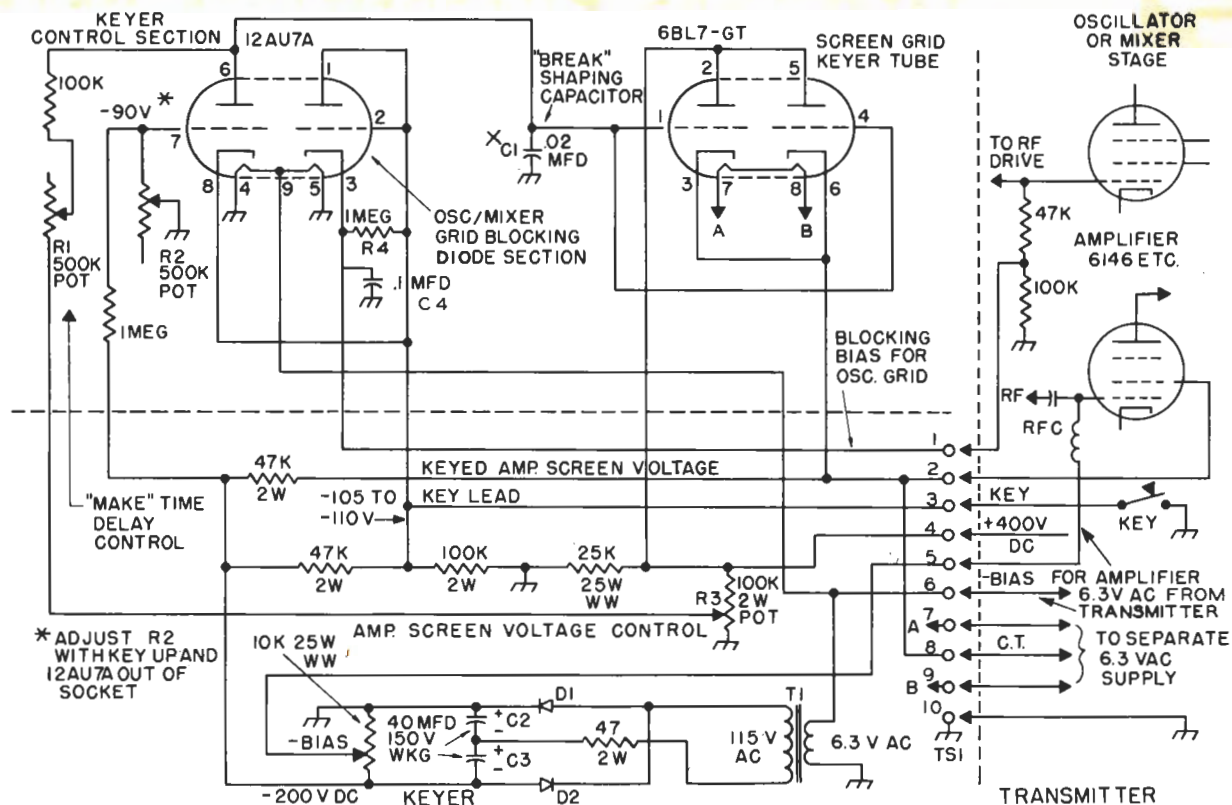 KEYER
CONTROL SECTION
12AU7A
6
1
100K
-90V *
7
2
8
4
9
5
3
R1
500K
POT
R2
500K
POT
1MEG
"MAKE" TIME
DELAY
CONTROL
1MEG
R4
.1MFD
C4
OSC/MIXER
GRID BLOCKING
DIODE SECTION
"BREAK"
SHAPING
CAPACITOR
X C1
.02
MFD
6BL7-GT
SCREEN GRID
KEYER TUBE
2
5
1
4
3
7
8
6
A
B
OSCILLATOR
OR MIXER
STAGE
TO RF
DRIVE
47K
AMPLIFIER
6146 ETC.
100K
BLOCKING
BIAS FOR
OSC. GRID
RF
RFC
47K
2W
KEYED AMP. SCREEN VOLTAGE
-105 TO
-110V
KEY LEAD
47K
2W
100K
2W
25K
25W
WW
R3
100K
2W
POT
AMP. SCREEN VOLTAGE CONTROL
1
2
3
KEY
KEY
4
+400V
DC
5
6
-BIAS
FOR AMPLIFIER
6.3V AC FROM
TRANSMITTER
A
7
8
C.T.
B
9
TO SEPARATE
6.3 VAC
SUPPLY
10
TS1
* ADJUST R2
WITH KEY UP AND
12AU7A OUT OF
SOCKET
10K 25W
WW
-BIAS
40 MFD
150V
WKG
+
C2
-
+
C3
-
D1
47
2W
D2
T1
115V
AC
6.3 V AC
-200V DC
KEYER
TRANSMITTER